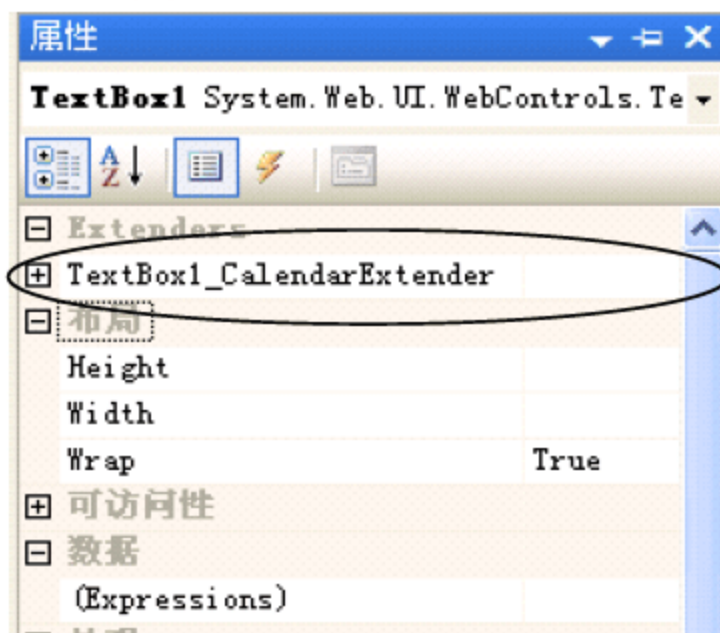 属性
TextBox1 System.Web.UI.WebControls.Te
Extenders
TextBox1_CalendarExtender
布局
Height
Width
Wrap True
可访问性
数据
(Expressions)